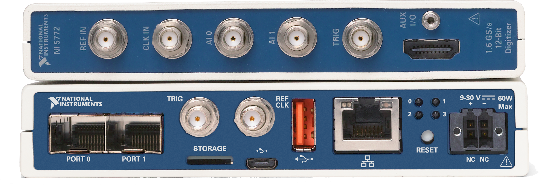 NATIONAL
INSTRUMENTS
NI 5772
REF IN
CLK IN
AI 0
AI 1
TRIG
AUX
I/O
1.6 GS/s
12-Bit
Digitizer
NATIONAL
INSTRUMENTS
TRIG
REF
CLK
PORT 0
PORT 1
STORAGE
0
1
2
3
RESET
9-30 V
60W
Max
+
-
NC NC